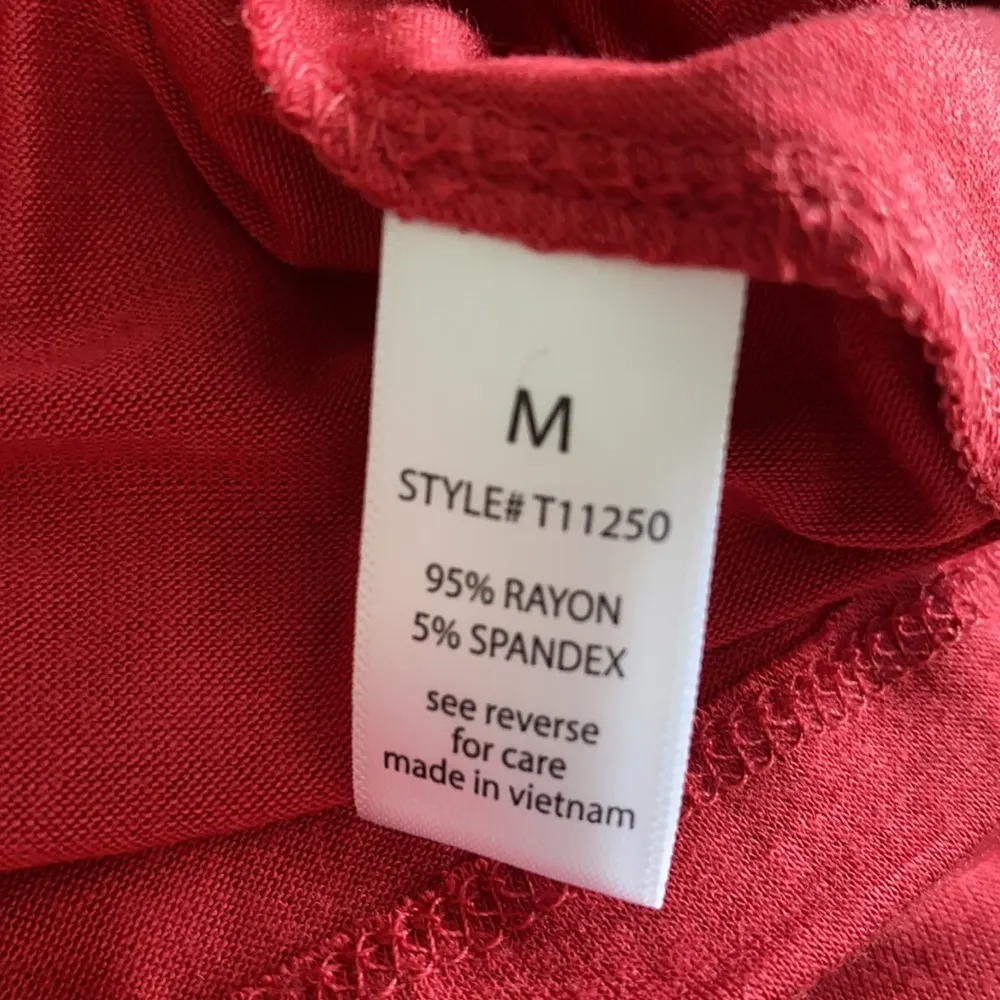 M
STYLE# T11250
95% RAYON
5% SPANDEX
see reverse
for care
made in vietnam